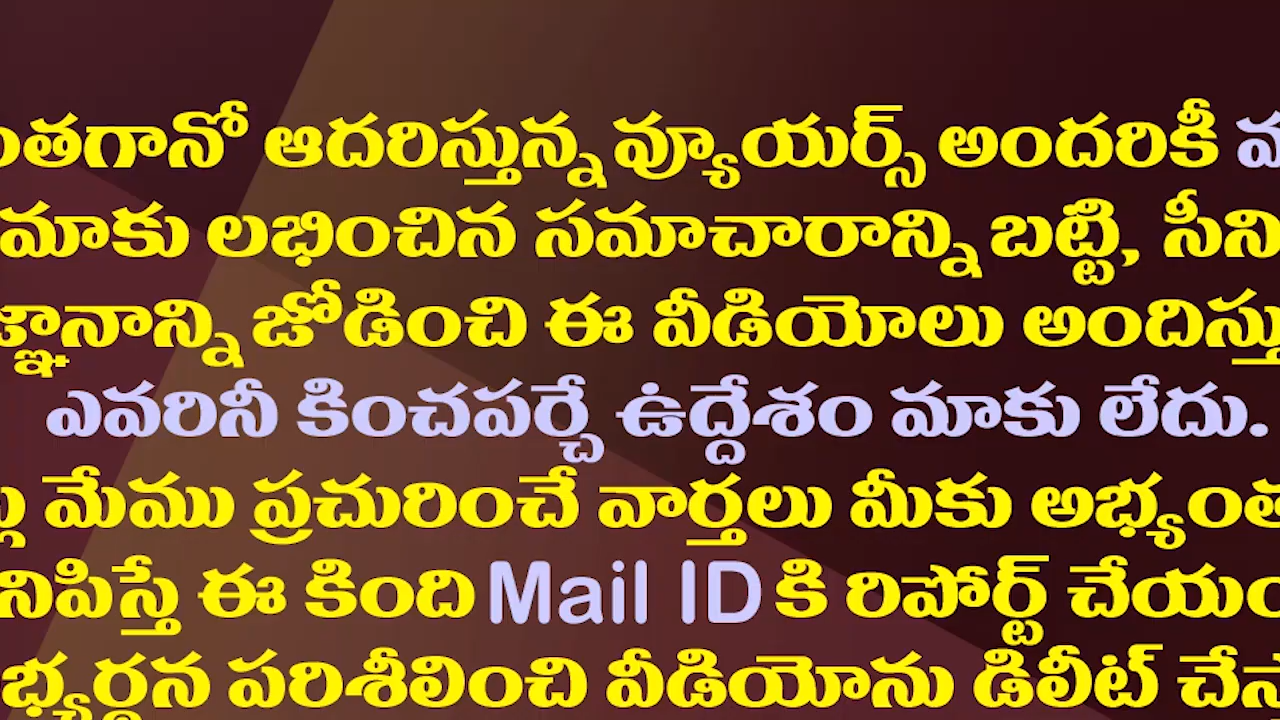 ంతగానో ఆదరిస్తున్న వ్యూయర్స్ అందరికీ
మాకు లభించిన సమాచారాన్ని బట్టి, సీని
జ్ఞానాన్ని జోడించి ఈ వీడియోలు అందిస్తు
ఎవరినీ కించపర్చే ఉద్దేశం మాకు లేదు.
మేము ప్రచురించే వార్తలు మీకు అభ్యంత
నిపిస్తే ఈ కింది Mail ID కి రిపోర్ట్ చేయం
భ్యర్థన పరిశీలించి వీడియోను డిలీట్ చేస